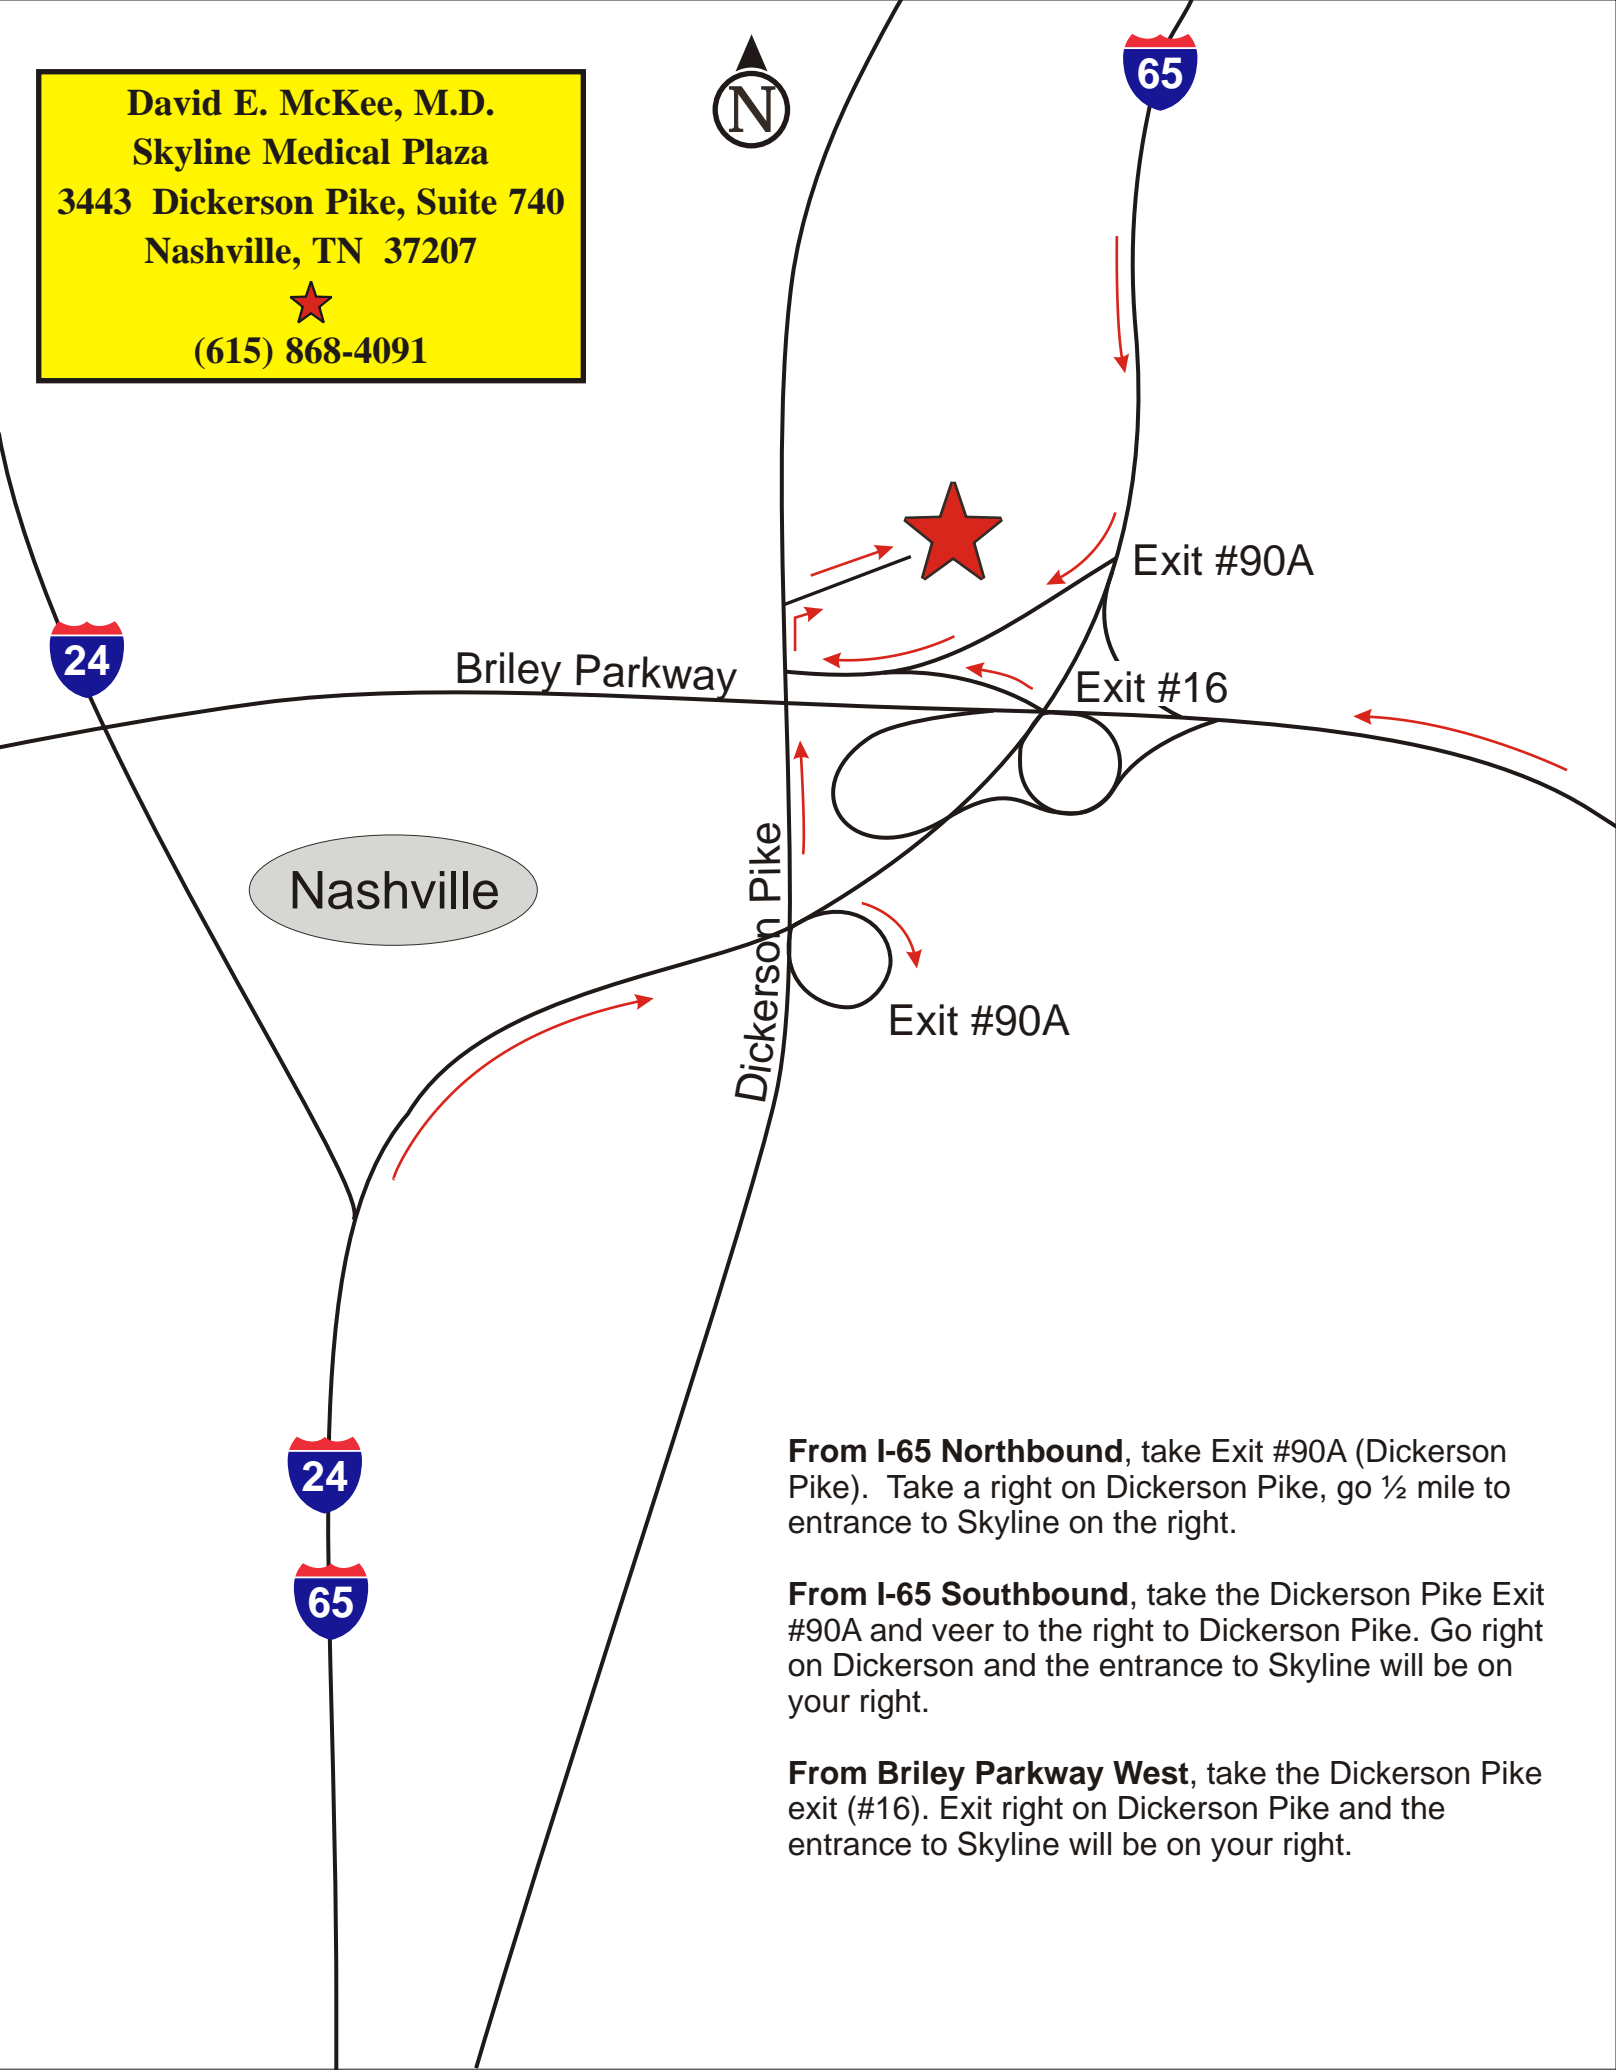 David E. McKee, M.D.
Skyline Medical Plaza
3443 Dickerson Pike, Suite 740
Nashville, TN 37207
(615) 868-4091
N
65
Exit #90A
24
Briley Parkway
Exit #16
Nashville
Dickerson Pike
Exit #90A
24
65
From I-65 Northbound, take Exit #90A (Dickerson
Pike). Take a right on Dickerson Pike, go ½ mile to
entrance to Skyline on the right.
From I-65 Southbound, take the Dickerson Pike Exit
#90A and veer to the right to Dickerson Pike. Go right
on Dickerson and the entrance to Skyline will be on
your right.
From Briley Parkway West, take the Dickerson Pike
exit (#16). Exit right on Dickerson Pike and the
entrance to Skyline will be on your right.